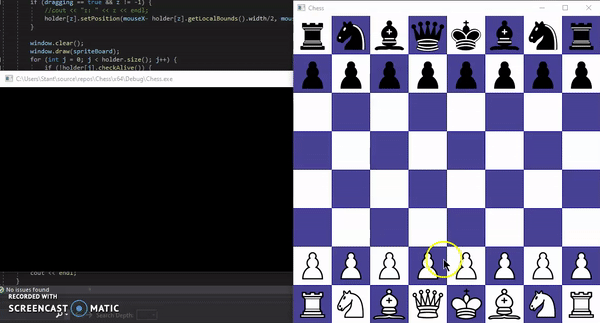 if (dragging == true && z != -1) {
//cout << "z: " << z << endl;
holder[z].setPosition(mouseX- holder[z].getLocalBounds().width/2, mou
window.clear();
window.draw(spriteBoard);
for (int j = 0; j < holder.size(); j++) {
if (!holder[j].checkAlive()) {
Chess
C:\Users\Stant\source\repos\Chess\x64\Debug\Chess.exe
cout << endl;
}
No issues found
RECORDED WITH
SCREENCAST MATIC
Search Depth: